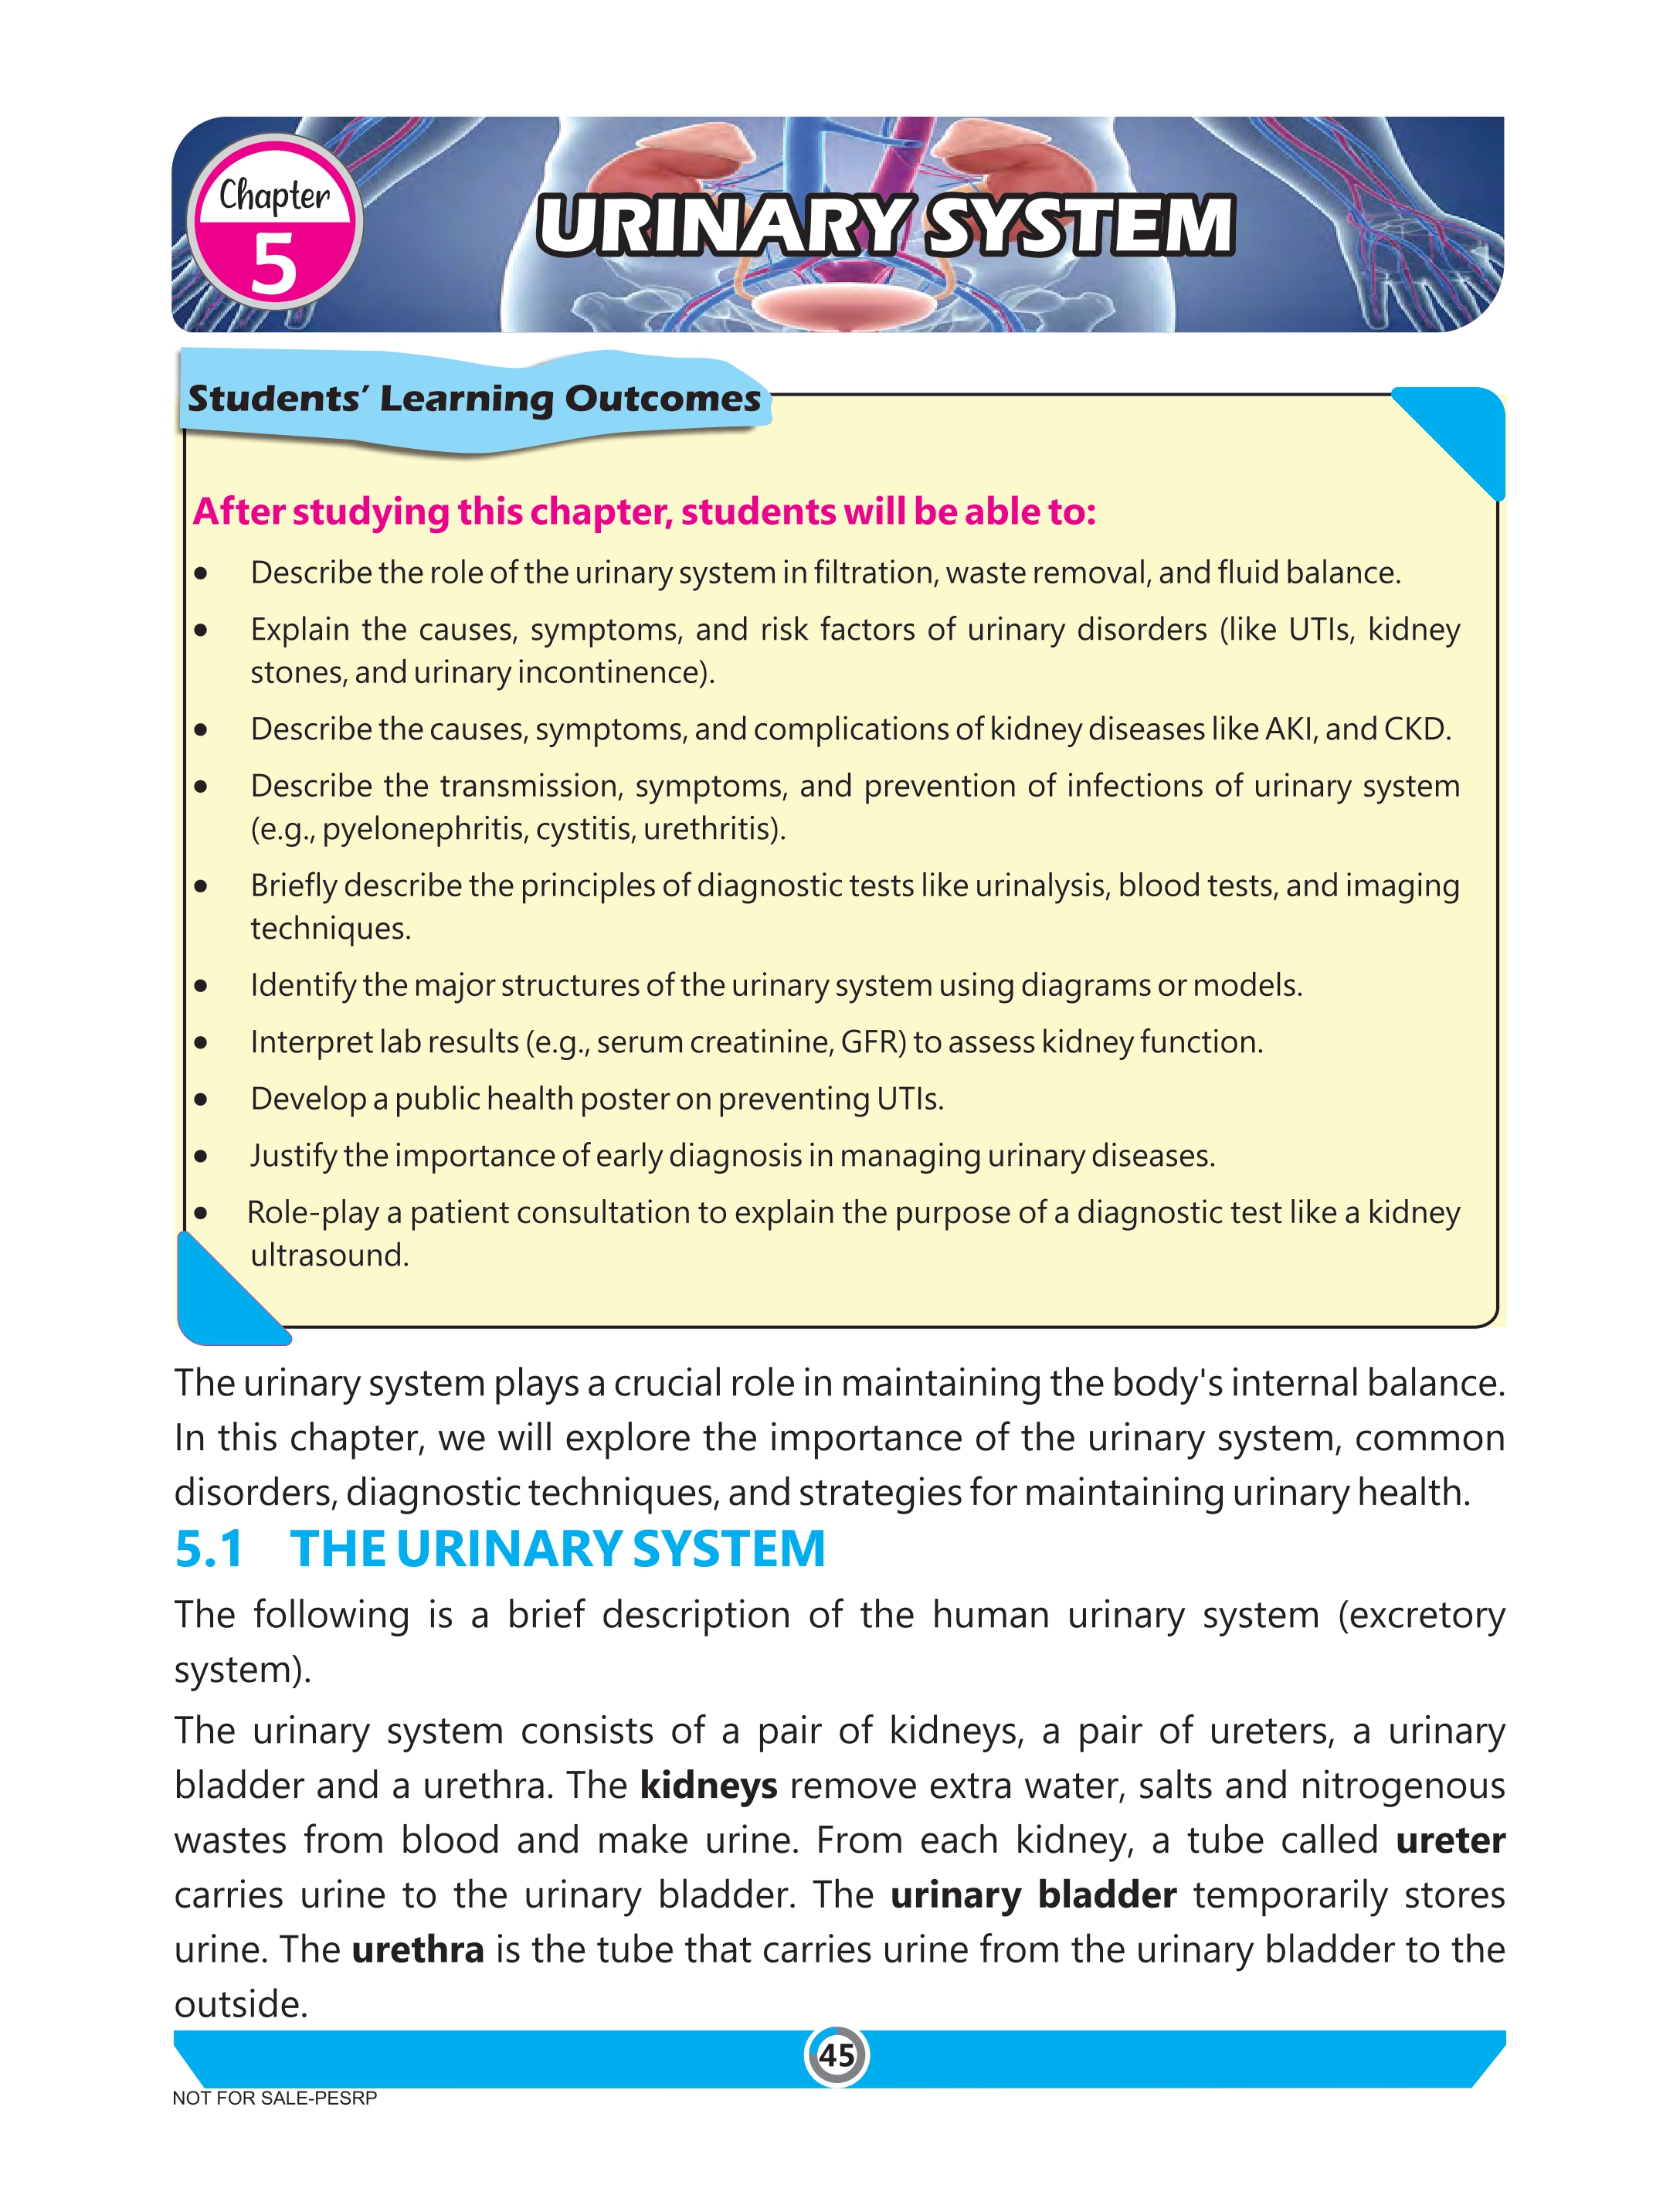 Chapter
5
URINARY SYSTEM
Students’ Learning Outcomes
After studying this chapter, students will be able to:
• Describe the role of the urinary system in filtration, waste removal, and fluid balance.
• Explain the causes, symptoms, and risk factors of urinary disorders (like UTIs, kidney
stones, and urinary incontinence).
• Describe the causes, symptoms, and complications of kidney diseases like AKI, and CKD.
• Describe the transmission, symptoms, and prevention of infections of urinary system
(e.g., pyelonephritis, cystitis, urethritis).
• Briefly describe the principles of diagnostic tests like urinalysis, blood tests, and imaging
techniques.
• Identify the major structures of the urinary system using diagrams or models.
• Interpret lab results (e.g., serum creatinine, GFR) to assess kidney function.
• Develop a public health poster on preventing UTIs.
• Justify the importance of early diagnosis in managing urinary diseases.
• Role-play a patient consultation to explain the purpose of a diagnostic test like a kidney
ultrasound.
The urinary system plays a crucial role in maintaining the body's internal balance.
In this chapter, we will explore the importance of the urinary system, common
disorders, diagnostic techniques, and strategies for maintaining urinary health.
5.1 THE URINARY SYSTEM
The following is a brief description of the human urinary system (excretory
system).
The urinary system consists of a pair of kidneys, a pair of ureters, a urinary
bladder and a urethra. The kidneys remove extra water, salts and nitrogenous
wastes from blood and make urine. From each kidney, a tube called ureter
carries urine to the urinary bladder. The urinary bladder temporarily stores
urine. The urethra is the tube that carries urine from the urinary bladder to the
outside.
45
NOT FOR SALE-PESRP